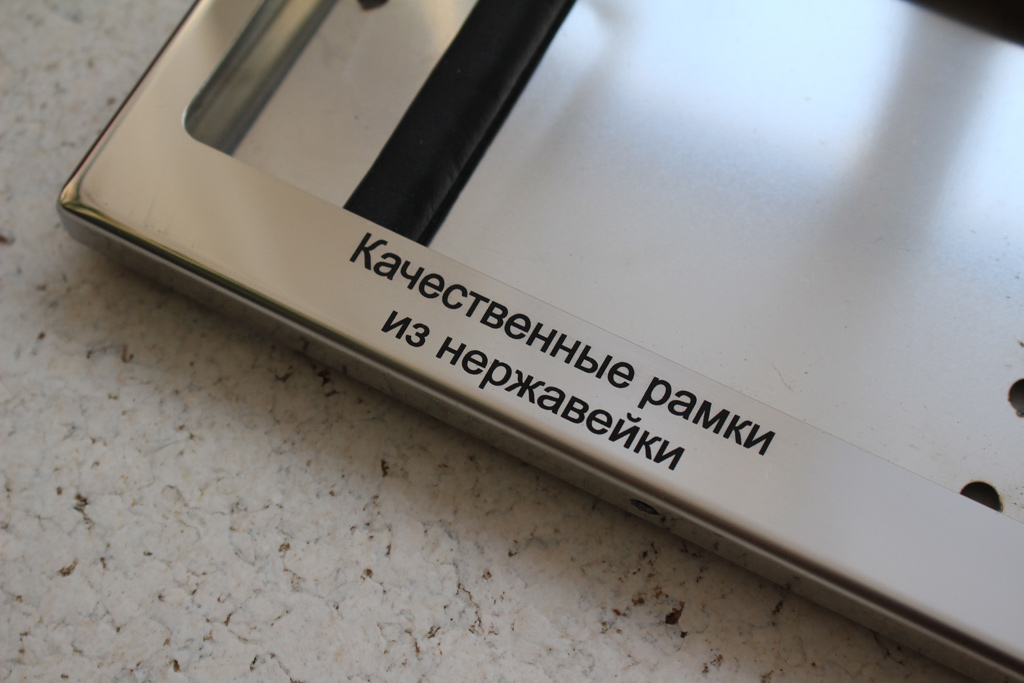 Качественные рамки
из нержавейки